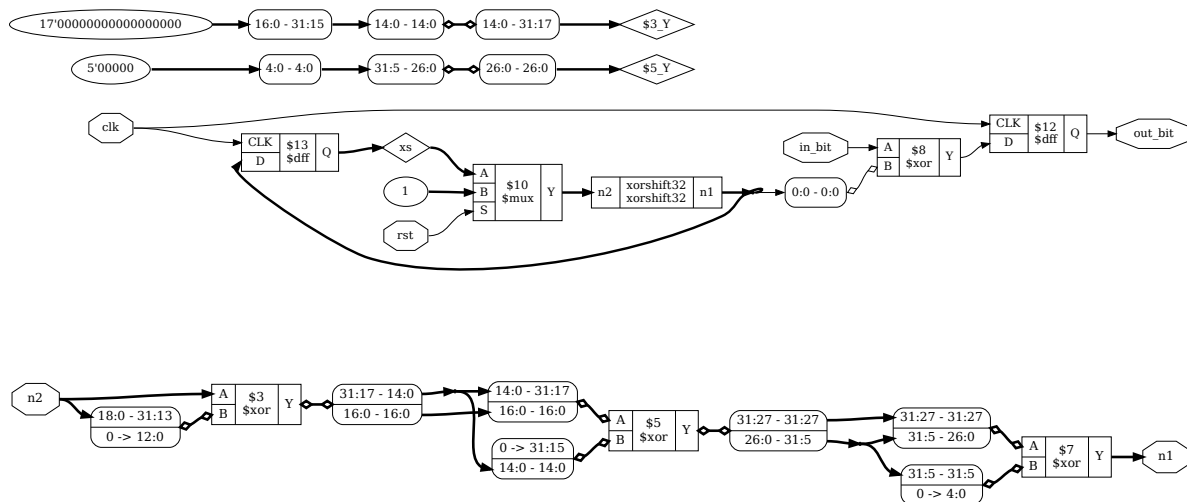 17'00000000000000000
16:0 - 31:15
14:0 - 14:0
14:0 - 31:17
$3_Y
5'00000
4:0 - 4:0
31:5 - 26:0
26:0 - 26:0
$5_Y
clk
CLK
D
$13
$dff
Q
xs
1
rst
A
B
S
$10
$mux
Y
n2
xorshift32
xorshift32
n1
0:0 - 0:0
in_bit
A
B
$8
$xor
Y
CLK
D
$12
$dff
Q
out_bit
n2
18:0 - 31:13
0 -> 12:0
A
B
$3
$xor
Y
31:17 - 14:0
16:0 - 16:0
14:0 - 31:17
16:0 - 16:0
0 -> 31:15
14:0 - 14:0
A
B
$5
$xor
Y
31:27 - 31:27
26:0 - 31:5
31:27 - 31:27
31:5 - 26:0
31:5 - 31:5
0 -> 4:0
A
B
$7
$xor
Y
n1